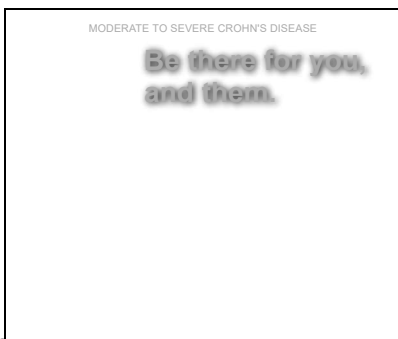 MODERATE TO SEVERE CROHN'S DISEASE
Be there for you,
and them.